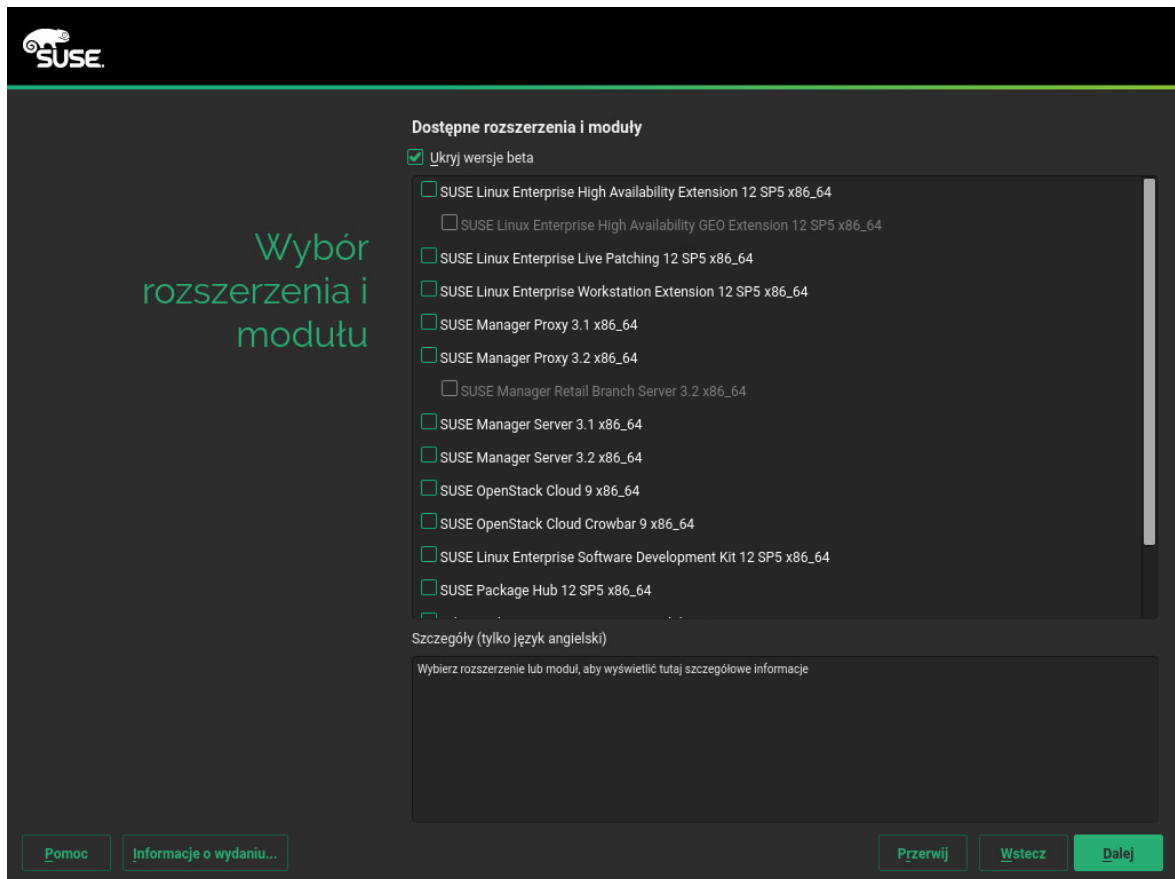 SUSE.
Dostępne rozszerzenia i moduły
Ukryj wersje beta
Wybór
rozszerzenia i
modułu
SUSE Linux Enterprise High Availability Extension 12 SP5 x86_64
SUSE Linux Enterprise High Availability GEO Extension 12 SP5 x86_64
SUSE Linux Enterprise Live Patching 12 SP5 x86_64
SUSE Linux Enterprise Workstation Extension 12 SP5 x86_64
SUSE Manager Proxy 3.1 x86_64
SUSE Manager Proxy 3.2 x86_64
SUSE Manager Retail Branch Server 3.2 x86_64
SUSE Manager Server 3.1 x86_64
SUSE Manager Server 3.2 x86_64
SUSE OpenStack Cloud 9 x86_64
SUSE OpenStack Cloud Crowbar 9 x86_64
SUSE Linux Enterprise Software Development Kit 12 SP5 x86_64
SUSE Package Hub 12 SP5 x86_64
Szczegóły (tylko język angielski)
Wybierz rozszerzenie lub moduł, aby wyświetlić tutaj szczegółowe informacje
Pomoc
Informacje o wydaniu...
Przerwij
Wstecz
Dalej